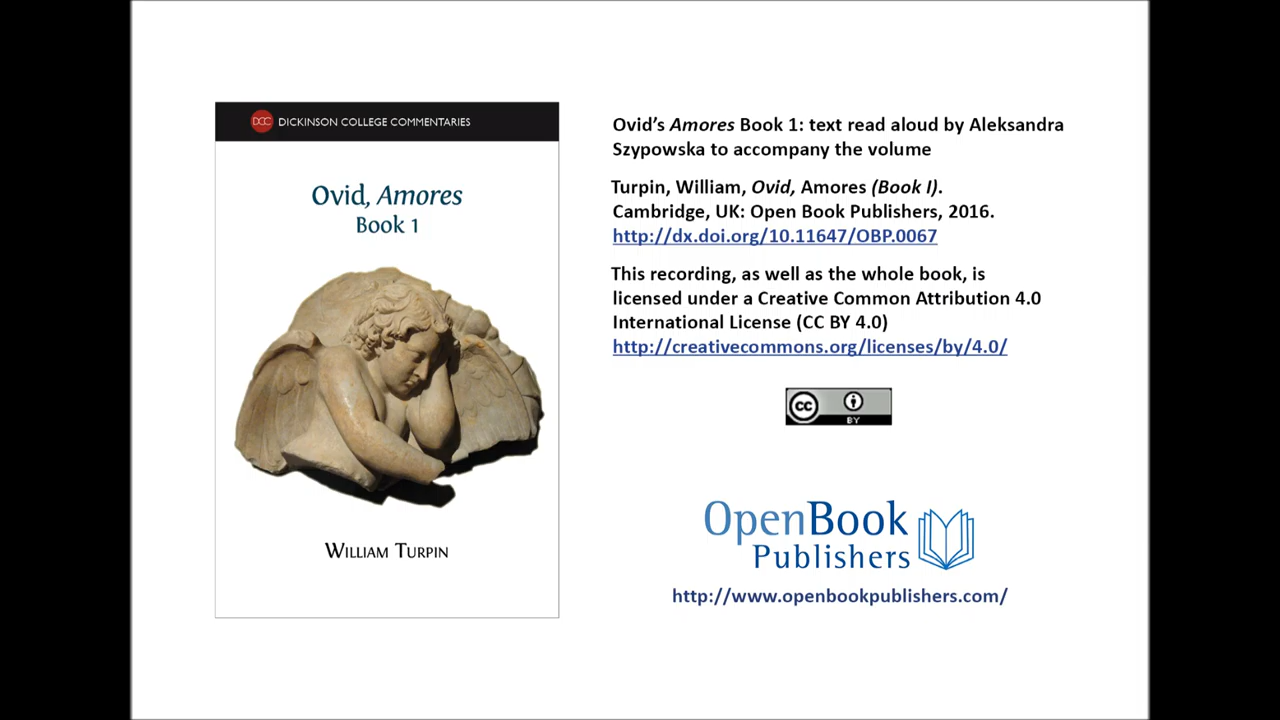 DCC DICKINSON COLLEGE COMMENTARIES
Ovid, Amores
Book 1
WILLIAM TURPIN
Ovid’s Amores Book 1: text read aloud by Aleksandra
Szypowska to accompany the volume
Turpin, William, Ovid, Amores (Book I).
Cambridge, UK: Open Book Publishers, 2016.
http://dx.doi.org/10.11647/OBP.0067
This recording, as well as the whole book, is
licensed under a Creative Common Attribution 4.0
International License (CC BY 4.0)
http://creativecommons.org/licenses/by/4.0/
cc
BY
OpenBook
Publishers
http://www.openbookpublishers.com/